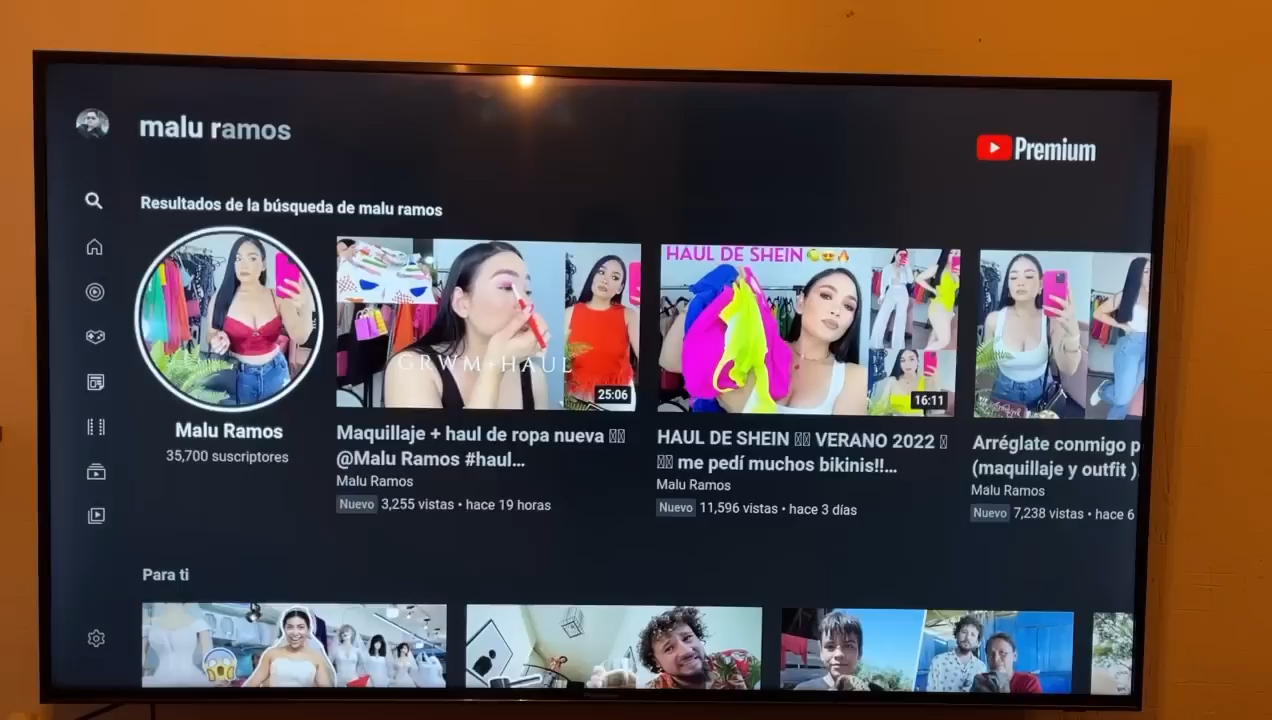 malu ramos
Premium
Resultados de la búsqueda de malu ramos
GRWM+HAUL
25:06
HAUL DE SHEIN
16:11
Malu Ramos
35,700 suscriptores
Maquillaje + haul de ropa nueva
@Malu Ramos #haul...
Malu Ramos
Nuevo 3,255 vistas • hace 19 horas
HAUL DE SHEIN VERANO 2022
me pedí muchos bikinis!!...
Malu Ramos
Nuevo 11,596 vistas • hace 3 días
Arréglate conmigo p
(maquillaje y outfit )
Malu Ramos
Nuevo 7,238 vistas • hace 6
Para ti